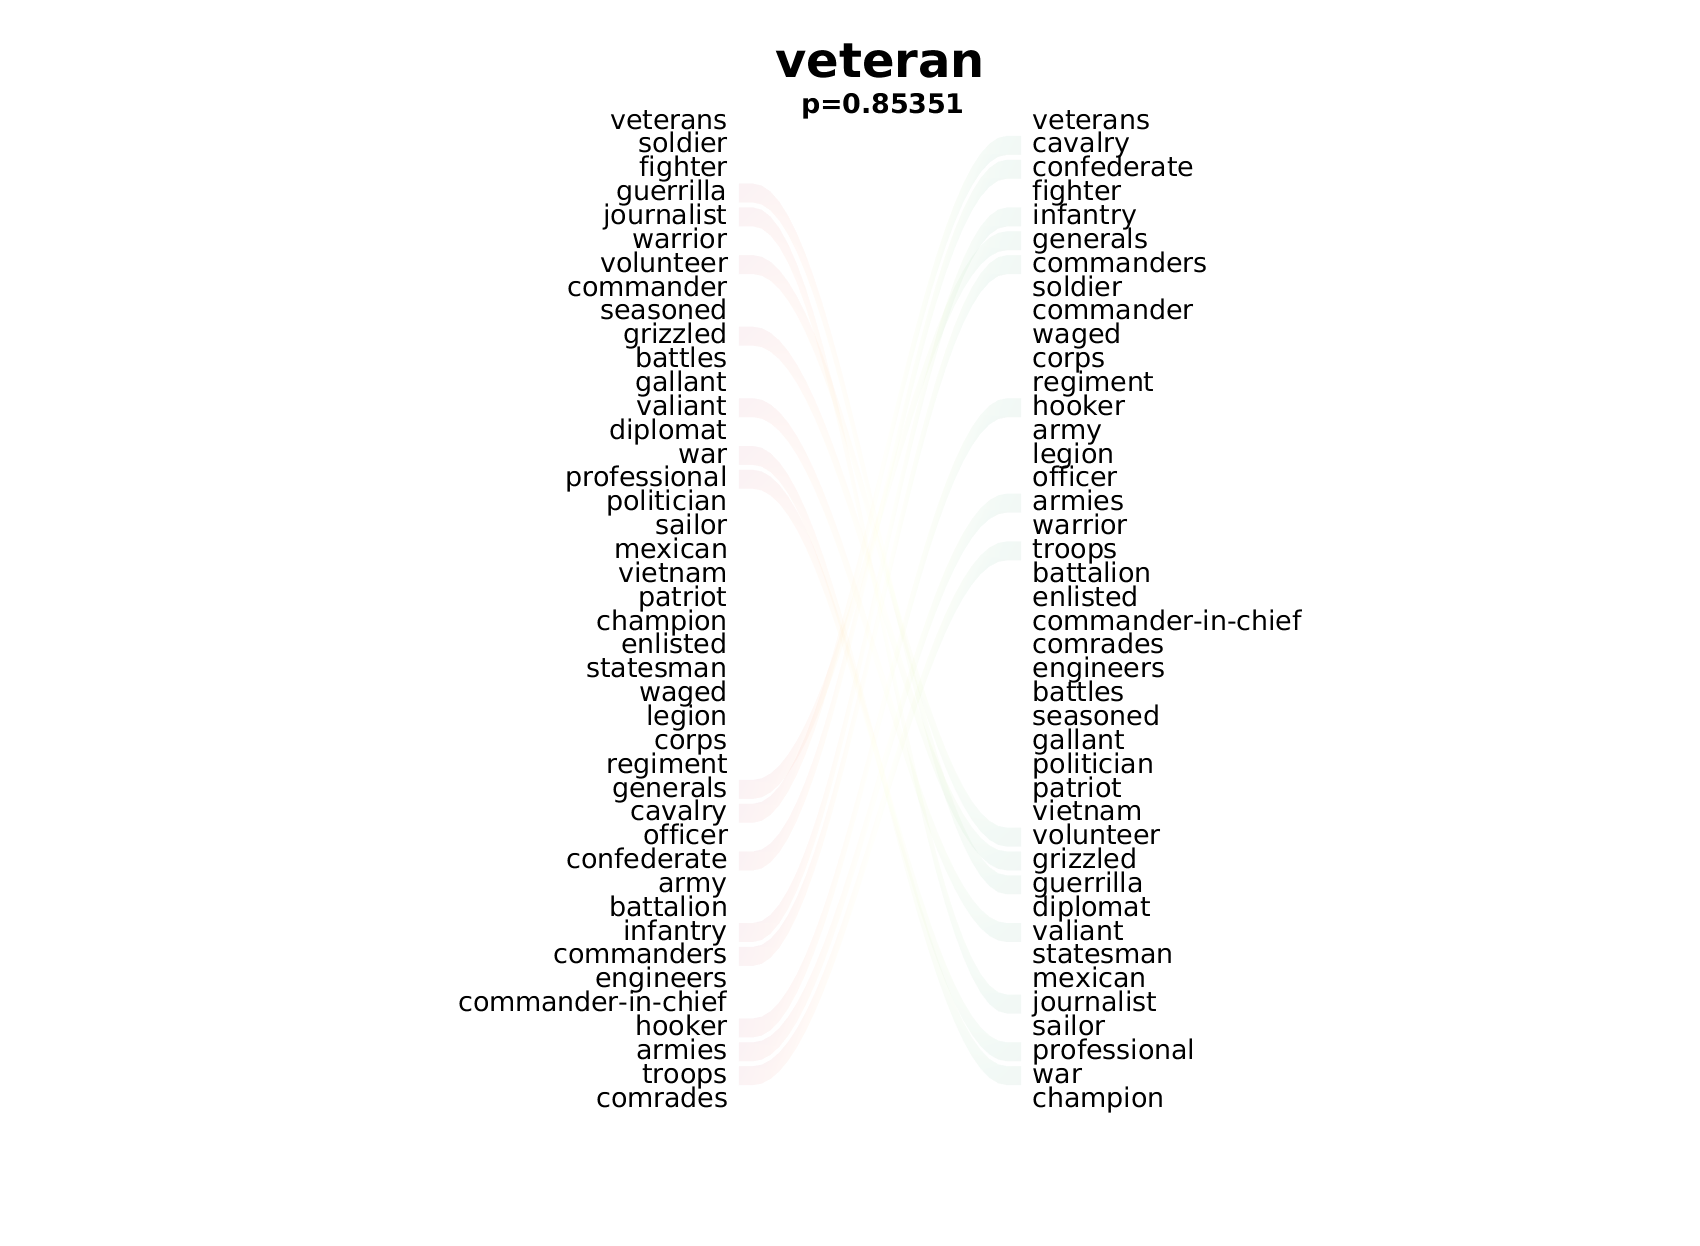 veteran
p=0.85351
veterans veterans
soldier cavalry
fighter confederate
guerrilla fighter
journalist infantry
warrior generals
volunteer commanders
commander soldier
seasoned commander
grizzled waged
battles corps
gallant regiment
valiant hooker
diplomat army
war legion
professional officer
politician armies
sailor warrior
mexican troops
vietnam battalion
patriot enlisted
champion commander-in-chief
enlisted comrades
statesman engineers
waged battles
legion seasoned
corps gallant
regiment politician
generals patriot
cavalry vietnam
officer volunteer
confederate grizzled
army guerrilla
battalion diplomat
infantry valiant
commanders statesman
engineers mexican
commander-in-chief journalist
hooker sailor
armies professional
troops war
comrades champion